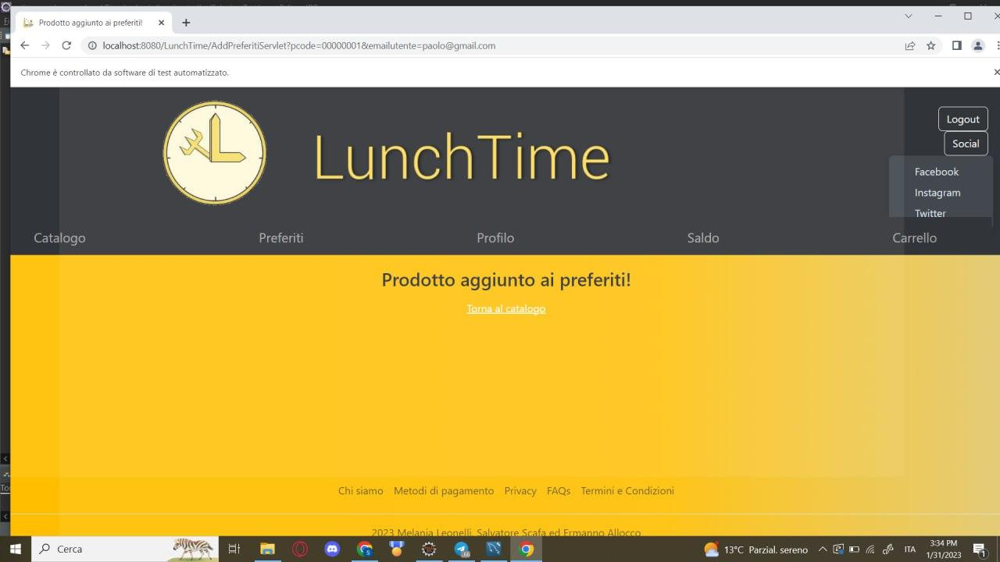 Prodotto aggiunto ai preferiti!
localhost:8080/LunchTime/AddPreferitiServlet?pcode=00000001&emailutente=paolo@gmail.com
Chrome è controllato da software di test automatizzato.
LunchTime
Logout
Social
Facebook
Instagram
Twitter
Catalogo Preferiti Profilo Saldo Carrello
Prodotto aggiunto ai preferiti!
Torna al catalogo
Chi siamo Metodi di pagamento Privacy FAQs Termini e Condizioni
2023 Melania Leonelli, Salvatore Scafa ed Ermanno Allocco
Cerca
13°C Parzial. sereno
ITA
3:34 PM
1/31/2023